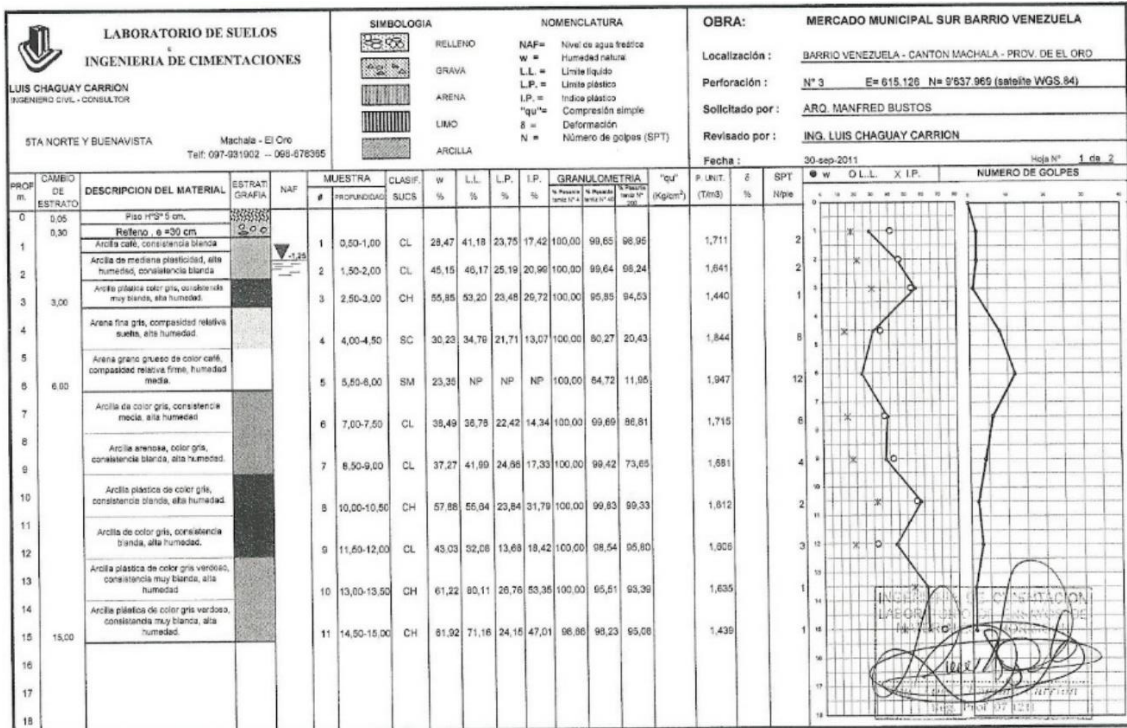 LABORATORIO DE SUELOS
e
INGENIERIA DE CIMENTACIONES
LUIS CHAGUAY CARRION
INGENIERO CIVIL - CONSULTOR
5TA NORTE Y BUENAVISTA
Machala - El Oro
Telf: 097-931902 -- 098-678365
SIMBOLOGIA
RELLENO
GRAVA
ARENA
LIMO
ARCILLA
NOMENCLATURA
NAF= Nivel de agua freática
w = Humedad natural
L.L. = Limite líquido
L.P. = Limite plástico
I.P. = Indice plástico
"qu"= Compresión simple
δ = Deformación
N = Número de golpes (SPT)
OBRA: MERCADO MUNICIPAL SUR BARRIO VENEZUELA
Localización : BARRIO VENEZUELA - CANTON MACHALA - PROV. DE EL ORO
Perforación : N° 3 E= 615.126 N= 9'637.969 (satelite WGS.84)
Solicitado por : ARQ. MANFRED BUSTOS
Revisado por : ING. LUIS CHAGUAY CARRION
Fecha : 30-sep-2011 Hoja N° 1 de 2
PROF m. CAMBIO DE ESTRATO DESCRIPCION DEL MATERIAL ESTRATI GRAFIA NAF MUESTRA # PROFUNDIDAD CLASIF. SUCS w % L.L. % L.P. % I.P. % GRANULOMETRIA "qu" (Kg/cm²) P. UNIT. (T/m3) δ % SPT N/pie w O L.L. X I.P. NUMERO DE GOLPES
0 0,05 Piso HºSº 5 cm.
0,30 Relleno , e =30 cm
1 Arcilla café, consistencia blanda 1 0,50-1,00 CL 28,47 41,18 23,75 17,42 100,00 99,65 98,95 1,711 2
-1,25
2 Arcilla de mediana plasticidad, alta humedad, consistencia blanda 2 1,50-2,00 CL 45,15 46,17 25,19 20,99 100,00 99,64 98,24 1,641 2
3 3,00 Arcilla plástica color gris, consistencia muy blanda, alta humedad. 3 2,50-3,00 CH 55,85 53,20 23,48 29,72 100,00 95,85 94,53 1,440 1
4 Arena fina gris, compasidad relativa suelta, alta humedad. 4 4,00-4,50 SC 30,23 34,79 21,71 13,07 100,00 80,27 20,43 1,844 8
5 Arena grano grueso de color café, compasidad relativa firme, humedad media.
6 6,00 5 5,50-6,00 SM 23,35 NP NP NP 100,00 64,72 11,95 1,947 12
7 Arcilla de color gris, consistencia media, alta humedad 6 7,00-7,50 CL 38,49 36,76 22,42 14,34 100,00 99,69 86,81 1,715 6
8 Arcilla arenosa, color gris, consistencia blanda, alta humedad.
9 7 8,50-9,00 CL 37,27 41,99 24,66 17,33 100,00 99,42 73,65 1,681 4
10 Arcilla plástica de color gris, consistencia blanda, alta humedad. 8 10,00-10,50 CH 57,88 55,64 23,84 31,79 100,00 99,83 99,33 1,612 2
11 Arcilla de color gris, consistencia blanda, alta humedad.
12 9 11,50-12,00 CL 43,03 32,08 13,68 18,42 100,00 98,54 95,80 1,606 3
13 Arcilla plástica de color gris verdoso, consistencia muy blanda, alta humedad 10 13,00-13,50 CH 61,22 80,11 26,76 53,35 100,00 95,51 93,39 1,635 1
14 Arcilla plástica de color gris verdoso, consistencia muy blanda, alta humedad.
15 15,00 11 14,50-15,00 CH 61,92 71,16 24,15 47,01 98,66 98,23 95,06 1,439 1
16
17
18